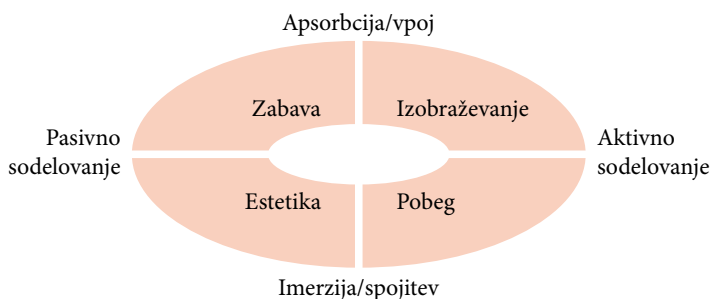 Apsorbcija/vpoj
Zabava
Izobraževanje
Pasivno
sodelovanje
Aktivno
sodelovanje
Estetika
Pobeg
Imerzija/spojitev